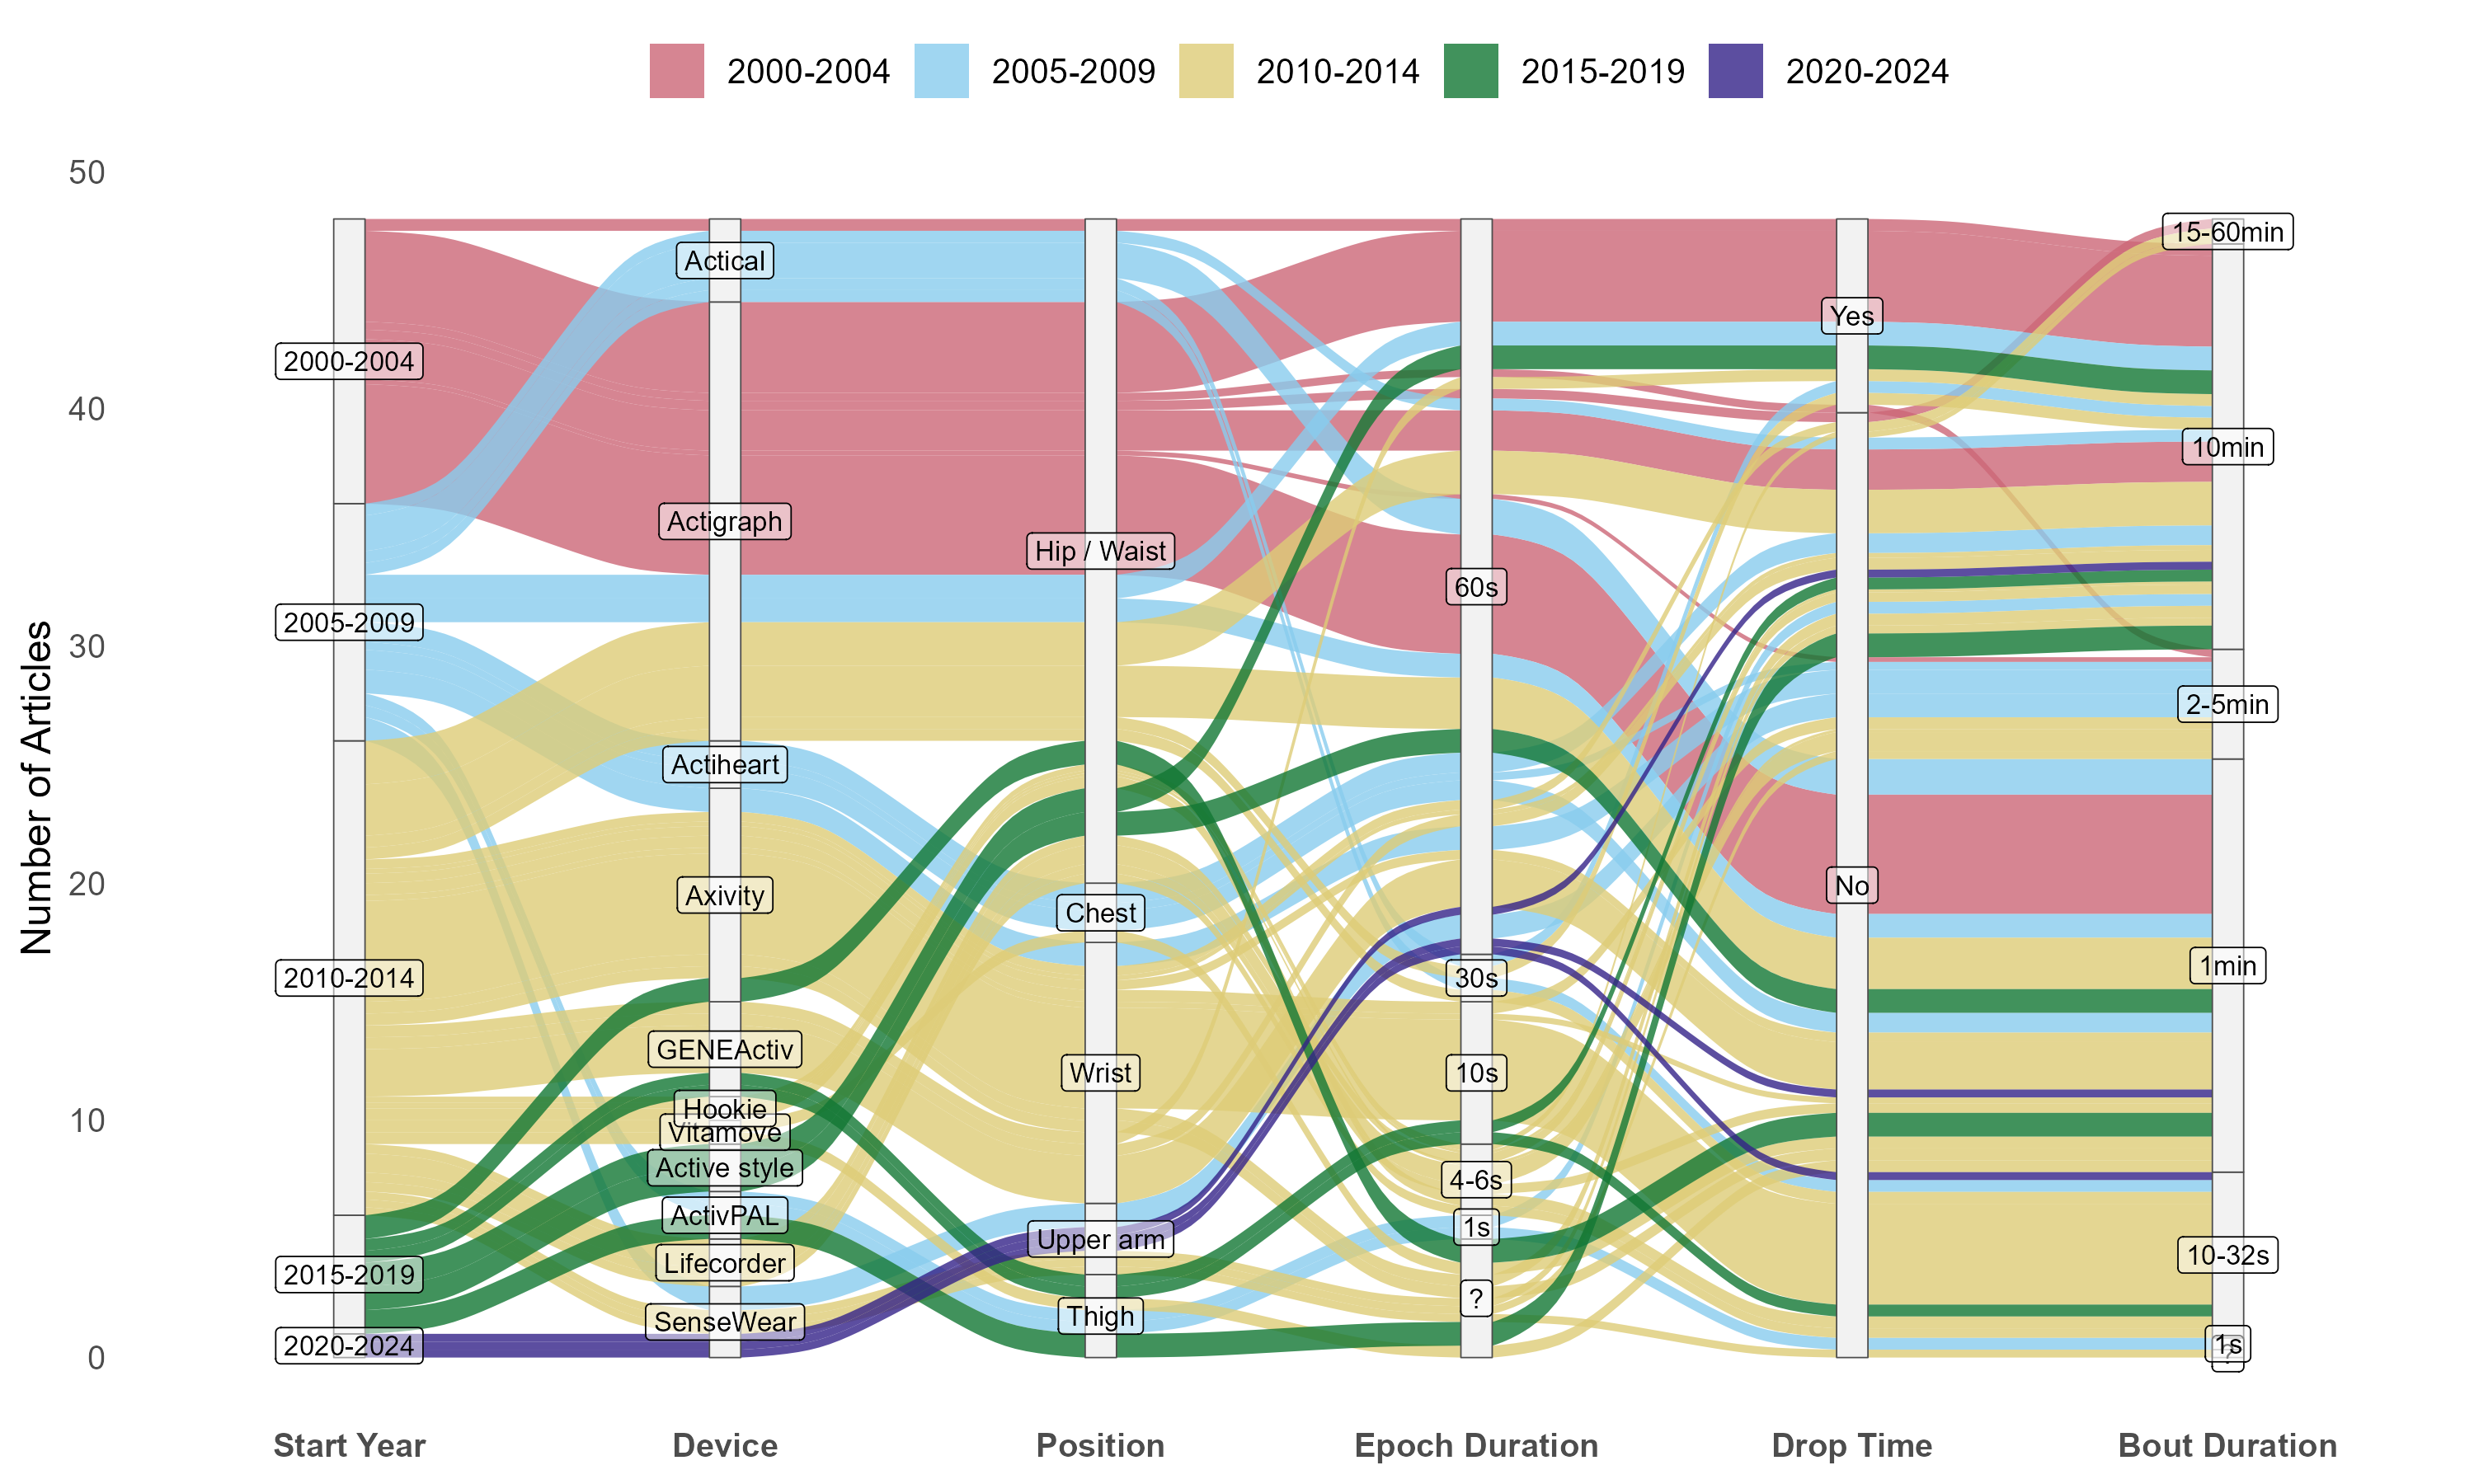 2000-2004 2005-2009 2010-2014 2015-2019 2020-2024
Number of Articles
50
40
30
20
10
0
2000-2004
2005-2009
2010-2014
2015-2019
2020-2024
Actical
Actigraph
Actiheart
Axivity
GENEActiv
Hookie
Vitamove
Active style
ActivPAL
Lifecorder
SenseWear
Hip / Waist
Chest
Wrist
Upper arm
Thigh
60s
30s
10s
4-6s
1s
?
Yes
No
15-60min
10min
2-5min
1min
10-32s
1s
?
Start Year Device Position Epoch Duration Drop Time Bout Duration